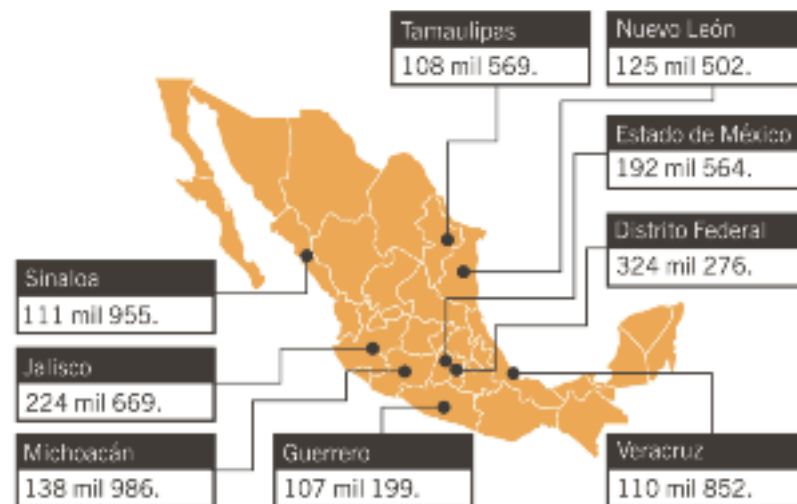 Tamaulipas
108 mil 569.
Nuevo León
125 mil 502.
Estado de México
192 mil 564.
Distrito Federal
324 mil 276.
Sinaloa
111 mil 955.
Jalisco
224 mil 669.
Michoacán
138 mil 986.
Guerrero
107 mil 199.
Veracruz
110 mil 852.